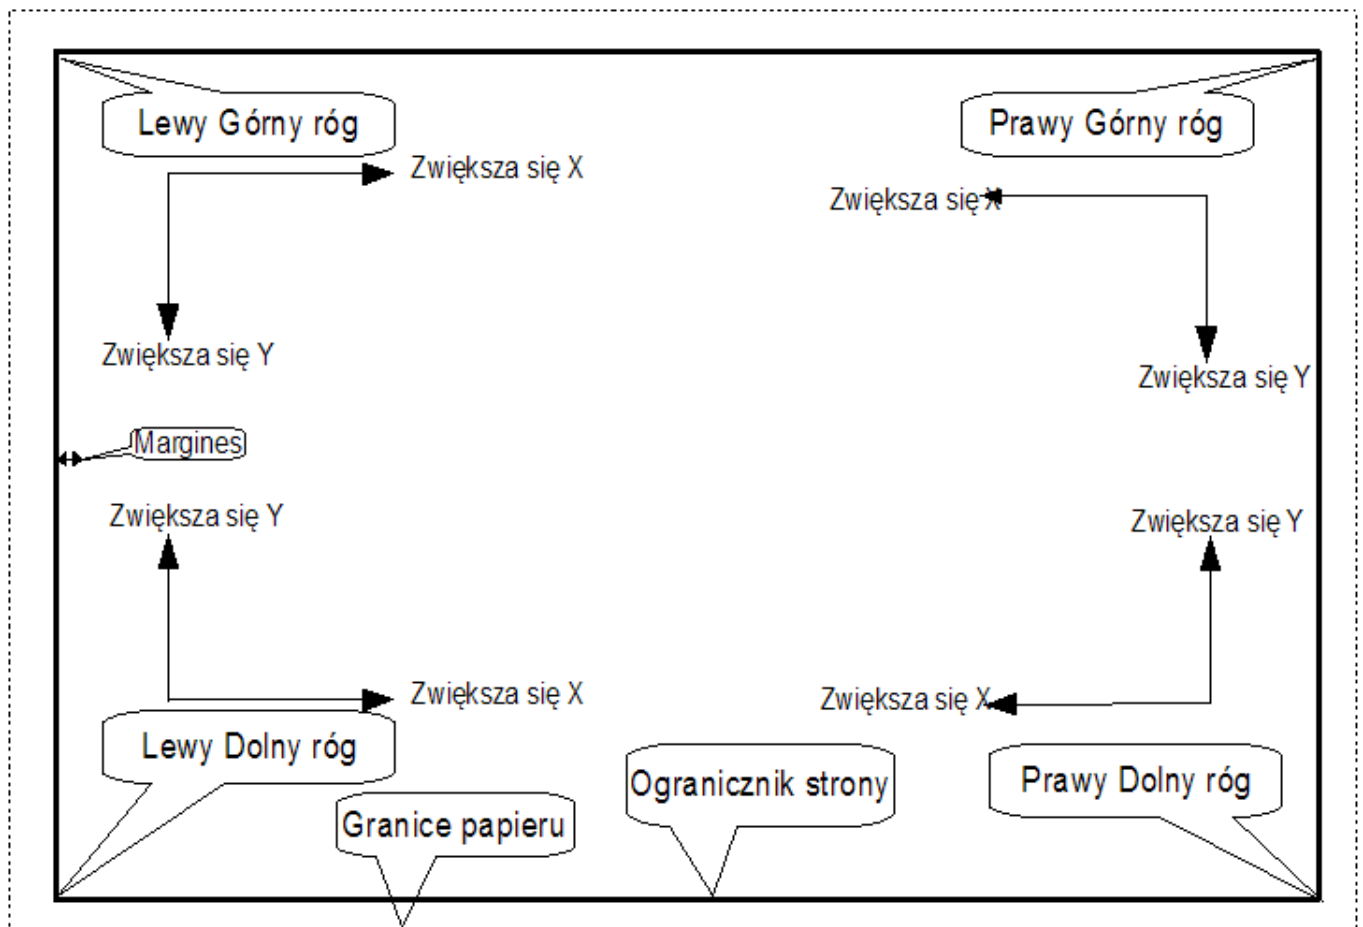 Lewy Górny róg
Prawy Górny róg
Zwiększa się X
Zwiększa się X
Zwiększa się Y
Zwiększa się Y
Margines
Zwiększa się Y
Zwiększa się Y
Zwiększa się X
Zwiększa się X
Lewy Dolny róg
Ogranicznik strony
Prawy Dolny róg
Granice papieru